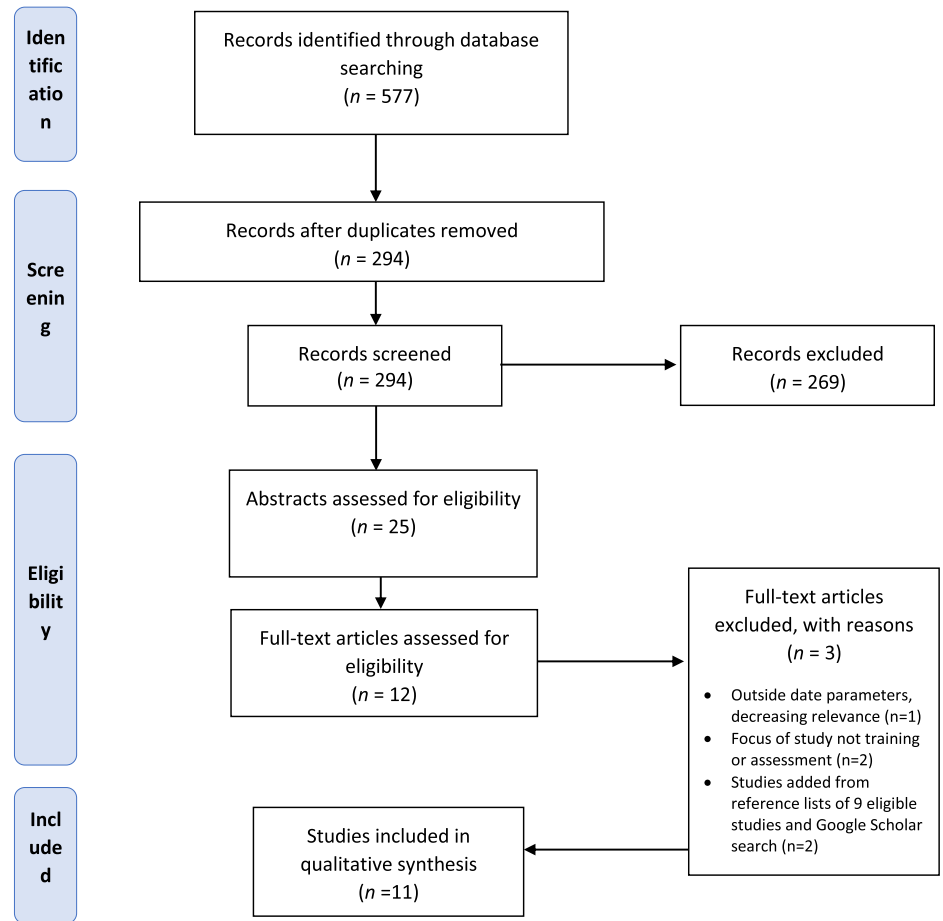 Iden
tific
atio
n
Records identified through database
searching
(n = 577)
Records after duplicates removed
(n = 294)
Scre
enin
g
Records screened
(n = 294)
Records excluded
(n = 269)
Abstracts assessed for eligibility
(n = 25)
Eligi
bilit
y
Full-text articles assessed for
eligibility
(n = 12)
Full-text articles
excluded, with reasons
(n = 3)
• Outside date parameters,
decreasing relevance (n=1)
• Focus of study not training
or assessment (n=2)
• Studies added from
reference lists of 9 eligible
studies and Google Scholar
search (n=2)
Incl
ude
d
Studies included in
qualitative synthesis
(n =11)